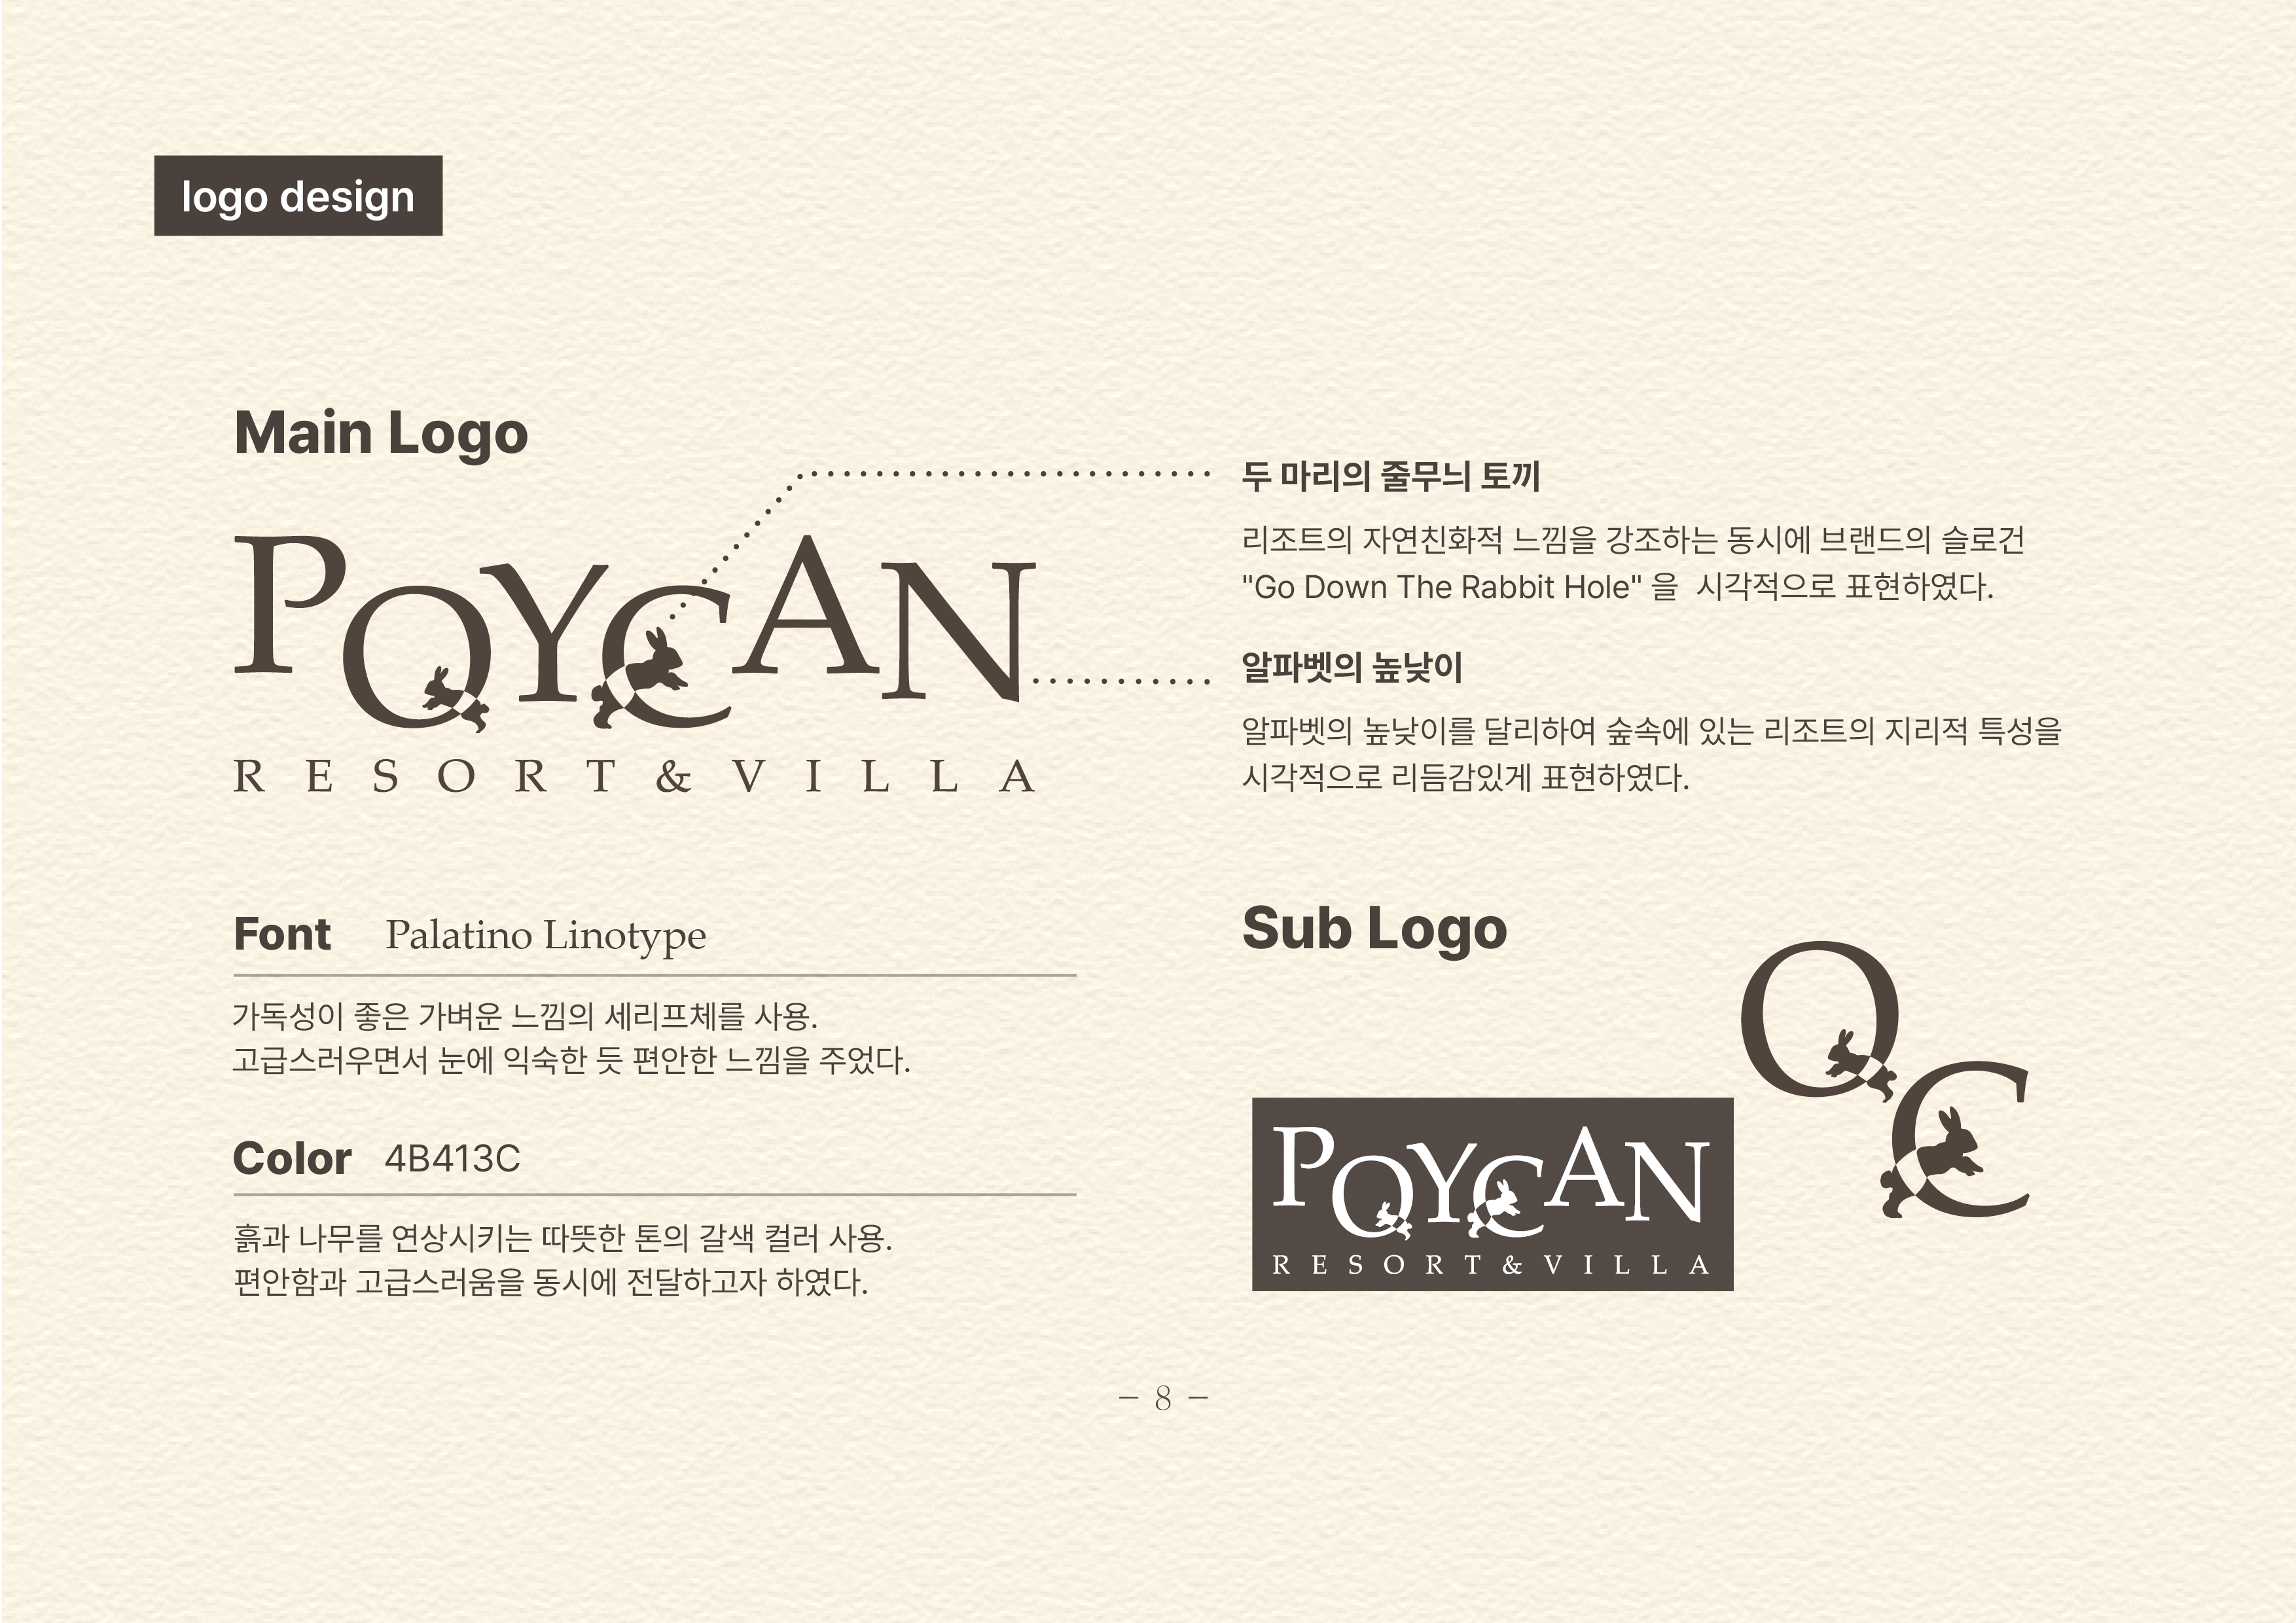 logo design
Main Logo
POYCAN
RESORT & VILLA
두 마리의 줄무늬 토끼
리조트의 자연친화적 느낌을 강조하는 동시에 브랜드의 슬로건
"Go Down The Rabbit Hole" 을 시각적으로 표현하였다.
알파벳의 높낮이
알파벳의 높낮이를 달리하여 숲속에 있는 리조트의 지리적 특성을
시각적으로 리듬감있게 표현하였다.
Font Palatino Linotype
가독성이 좋은 가벼운 느낌의 세리프체를 사용.
고급스러우면서 눈에 익숙한 듯 편안한 느낌을 주었다.
Color 4B413C
흙과 나무를 연상시키는 따뜻한 톤의 갈색 컬러 사용.
편안함과 고급스러움을 동시에 전달하고자 하였다.
Sub Logo
POYCAN
RESORT & VILLA
O
C
– 8 –